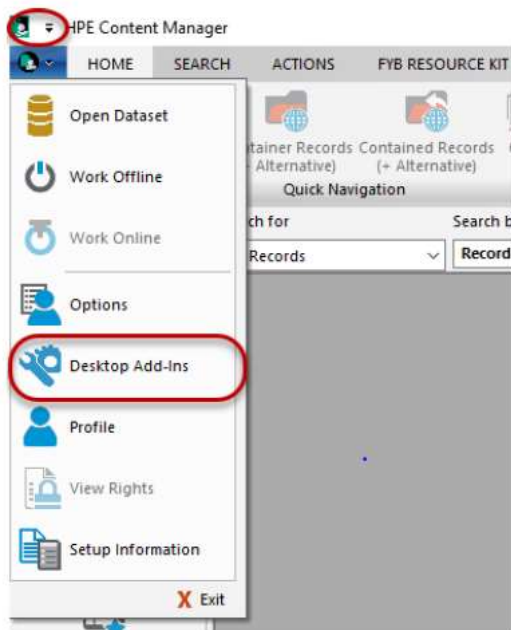 HPE Content Manager
HOME SEARCH ACTIONS FYB RESOURCE KIT
Open Dataset
Work Offline
Work Online
Options
Desktop Add-Ins
Profile
View Rights
Setup Information
X Exit
tainer Records Contained Records
Alternative) (+ Alternative)
Quick Navigation
ch for Search b
Records Record